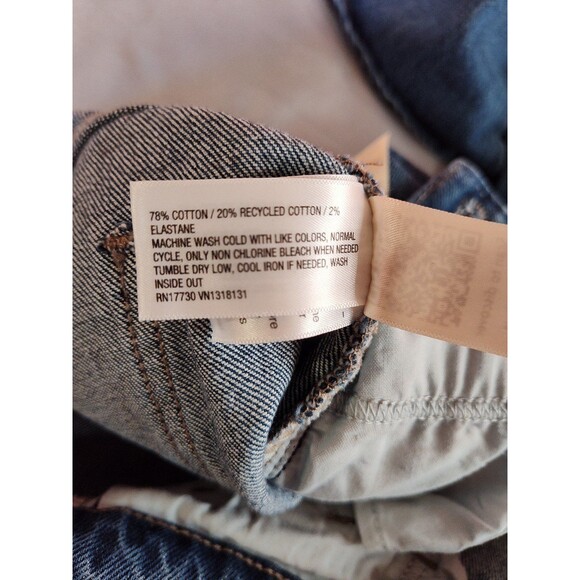 78% COTTON / 20% RECYCLED COTTON / 2%
ELASTANE
MACHINE WASH COLD WITH LIKE COLORS, NORMAL
CYCLE, ONLY NON CHLORINE BLEACH WHEN NEEDED
TUMBLE DRY LOW, COOL IRON IF NEEDED, WASH
INSIDE OUT
RN17730 VN1318131